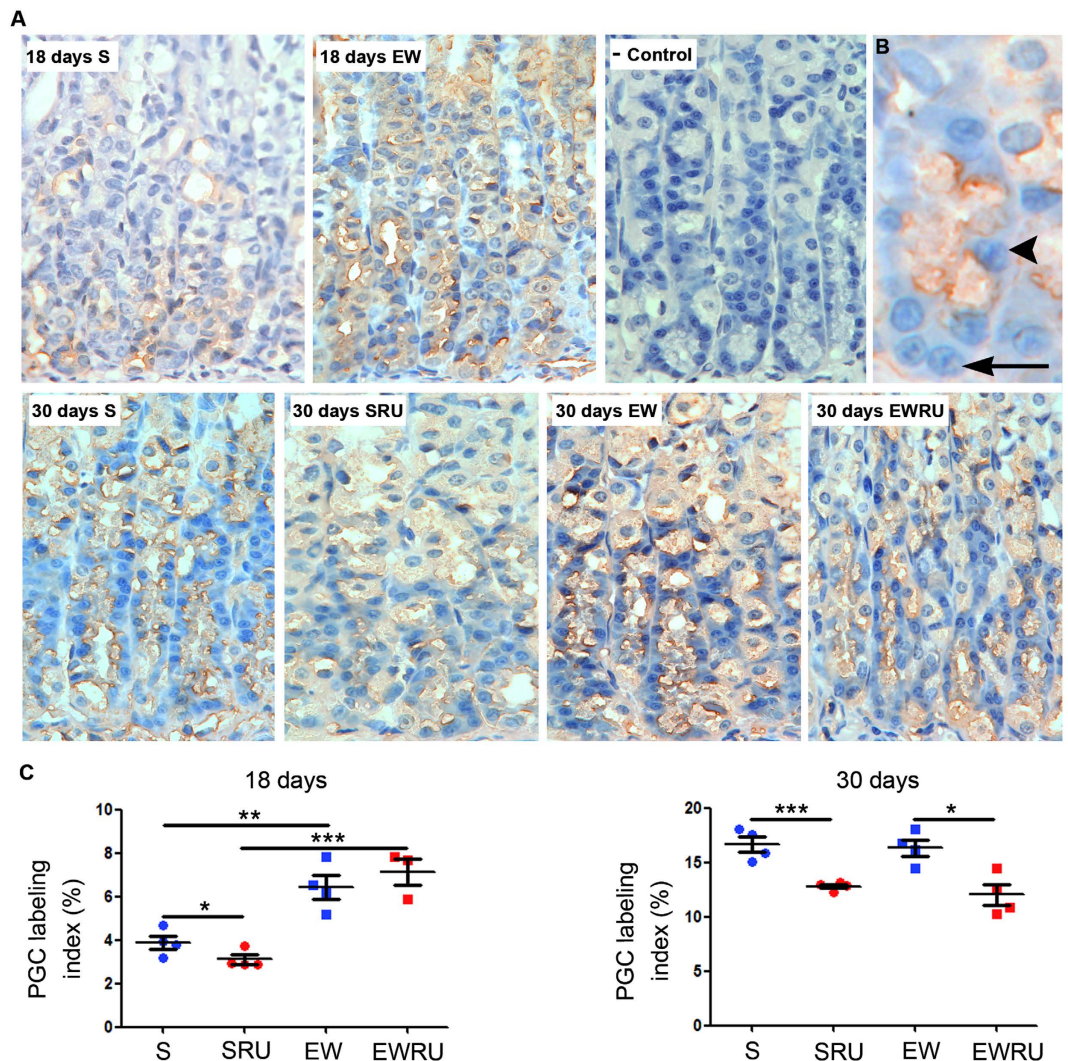 A
18 days S
18 days EW
- Control
B
30 days S
30 days SRU
30 days EW
30 days EWRU
C
18 days
PGC labeling
index (%)
10
8
6
4
2
0
**
***
*
S
SRU
EW
EWRU
30 days
PGC labeling
index (%)
20
15
10
5
0
***
*
S
SRU
EW
EWRU